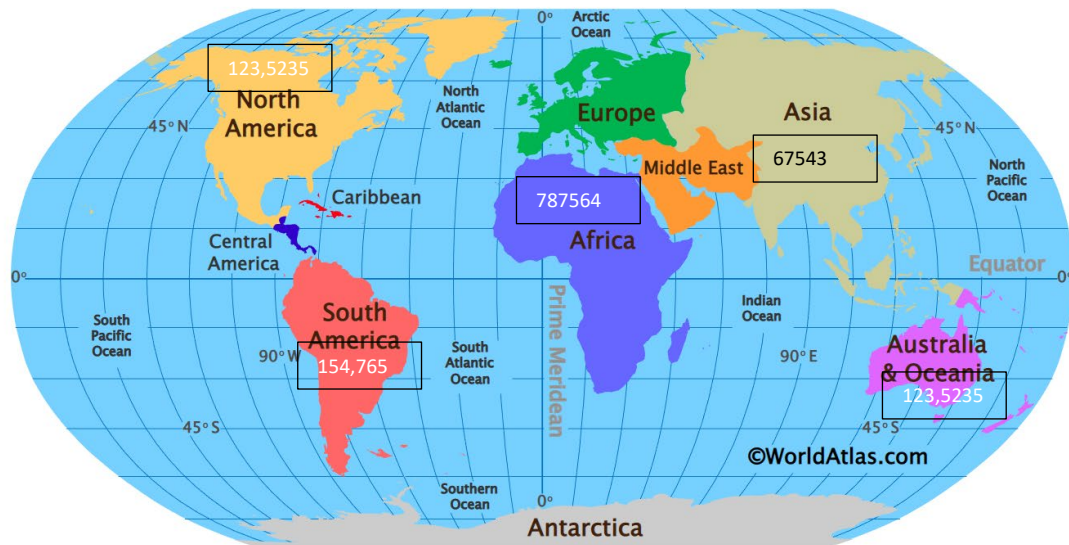 0°
Arctic
Ocean
123,5235
North
America
North
Atlantic
Ocean
Europe
Asia
45° N
45° N
Middle East
67543
North
Pacific
Ocean
787564
Caribbean
Africa
Central
America
0°
Equator
0°
Prime Meridean
Indian
Ocean
South
America
South
Pacific
Ocean
90° W
154,765
South
Atlantic
Ocean
90° E
Australia
& Oceania
123,5235
45° S
45° S
©WorldAtlas.com
Southern
Ocean
0°
Antarctica